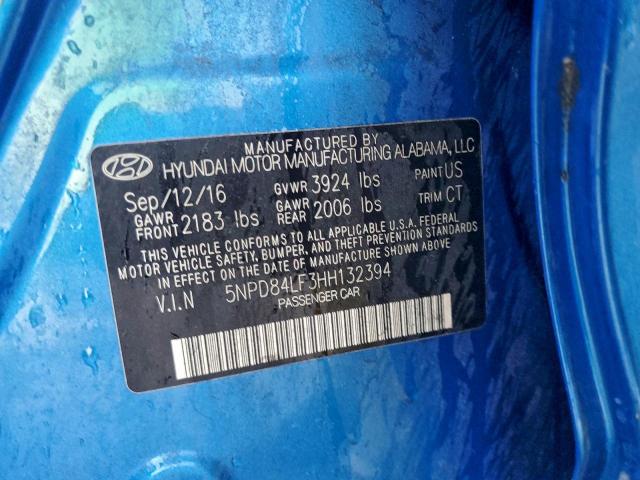 MANUFACTURED BY
HYUNDAI MOTOR MANUFACTURING ALABAMA, LLC
Sep/12/16 GVWR 3924 lbs PAINT US
GAWR FRONT 2183 lbs GAWR REAR 2006 lbs TRIM CT
THIS VEHICLE CONFORMS TO ALL APPLICABLE U.S.A. FEDERAL
MOTOR VEHICLE SAFETY, BUMPER, AND THEFT PREVENTION STANDARDS
IN EFFECT ON THE DATE OF MANUFACTURE SHOWN ABOVE.
V.I.N 5NPD84LF3HH132394
PASSENGER CAR